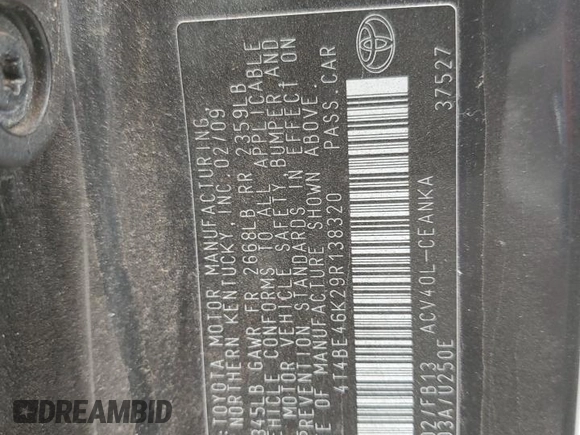 TOYOTA MOTOR MANUFACTURING,
NORTHERN KENTUCKY, INC. 02/09
345LB GAWR FR 2668LB RR 2359LB
CONFORMS TO ALL APPLICABLE
MOTOR VEHICLE SAFETY, BUMPER, AND
PREVENTION STANDARDS IN EFFECT ON
OF MANUFACTURE SHOWN ABOVE.
4T4BE46K29R138320 PASS. CAR
02/FB13 ACV40L-CEANKA 37527
03A/U250E
DREAMBID